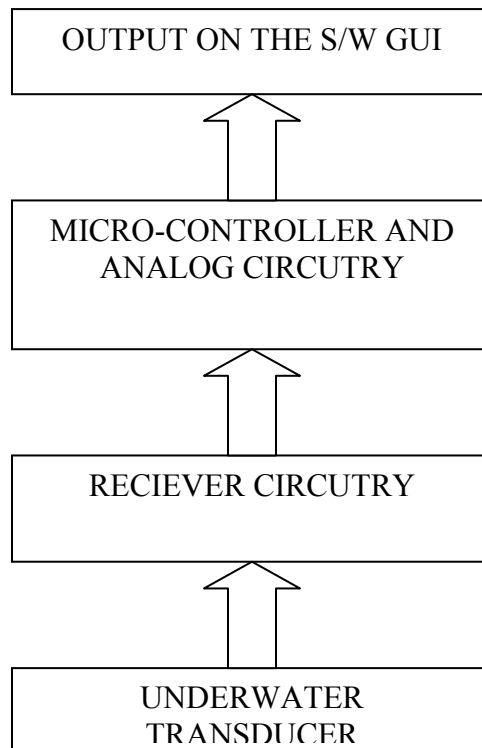 OUTPUT ON THE S/W GUI
MICRO-CONTROLLER AND
ANALOG CIRCUTRY
RECIEVER CIRCUTRY
UNDERWATER
TRANSDUCER